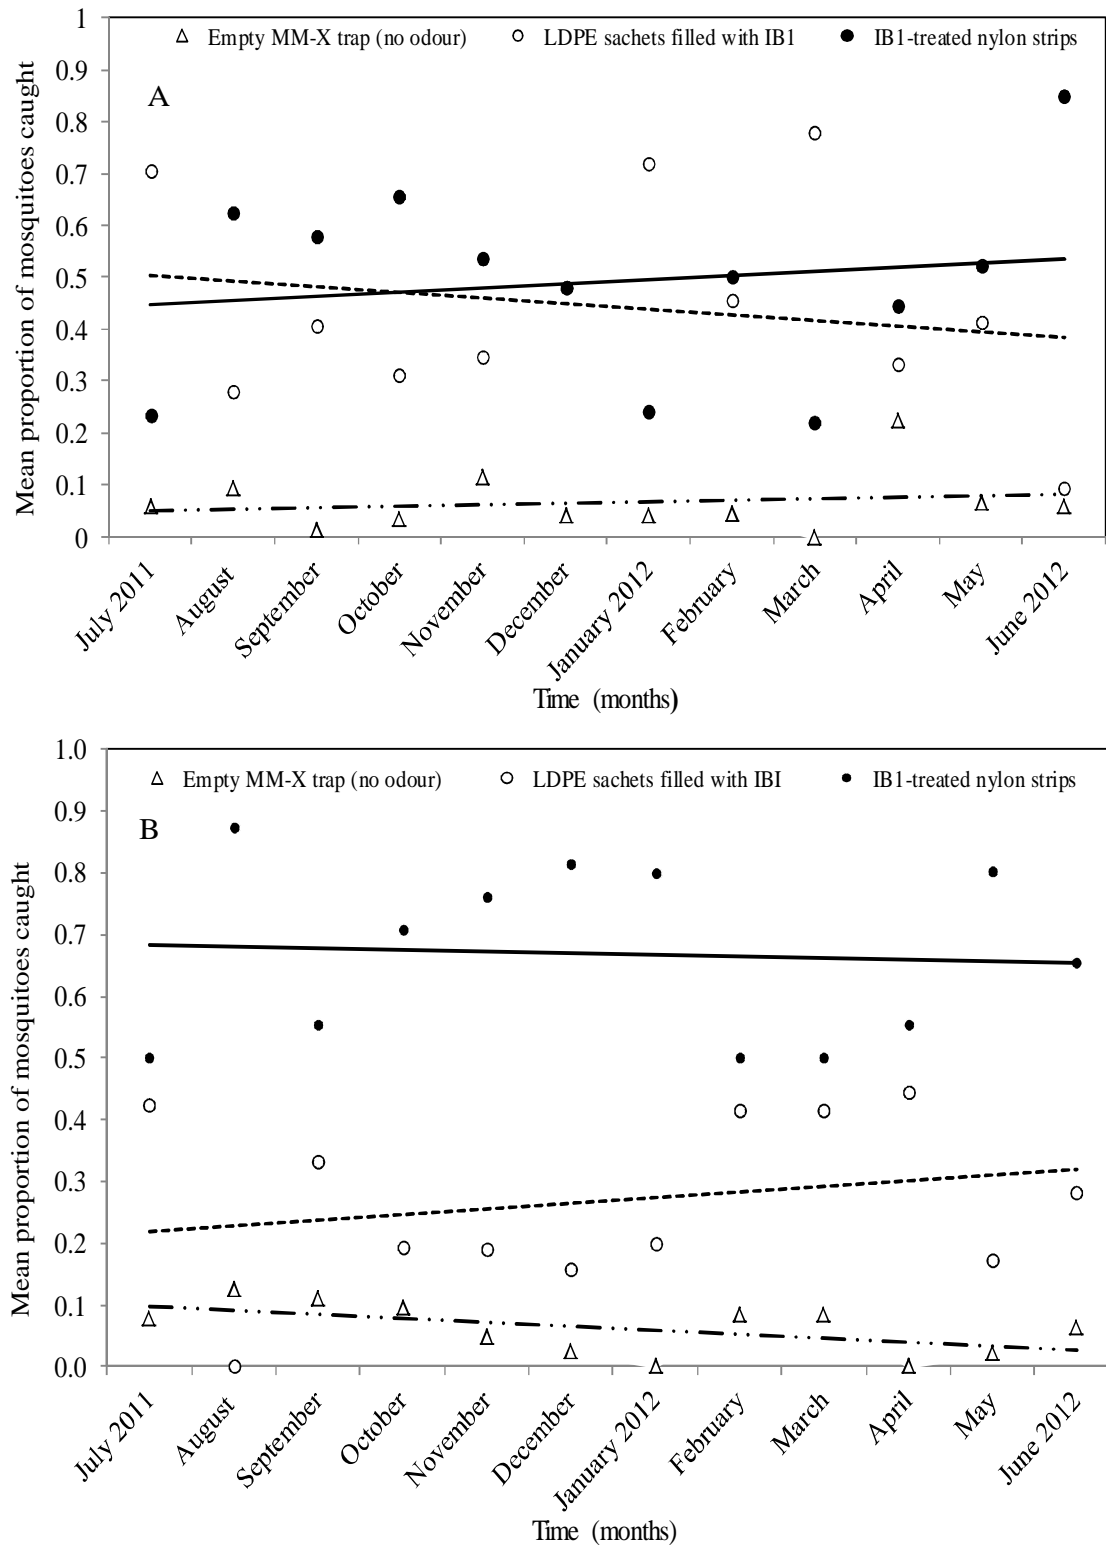 1
Empty MM-X trap (no odour) LDPE sachets filled with IB1 IB1-treated nylon strips
0.9
A
0.8
0.7
0.6
0.5
0.4
0.3
0.2
0.1
0
Mean proportion of mosquitoes caught
July 2011 August September October November December January 2012 February March April May June 2012
Time (months)
1.0
Empty MM-X trap (no odour) LDPE sachets filled with IBI IB1-treated nylon strips
0.9
B
0.8
0.7
0.6
0.5
0.4
0.3
0.2
0.1
0.0
Mean proportion of mosquitoes caught
July 2011 August September October November December January 2012 February March April May June 2012
Time (months)